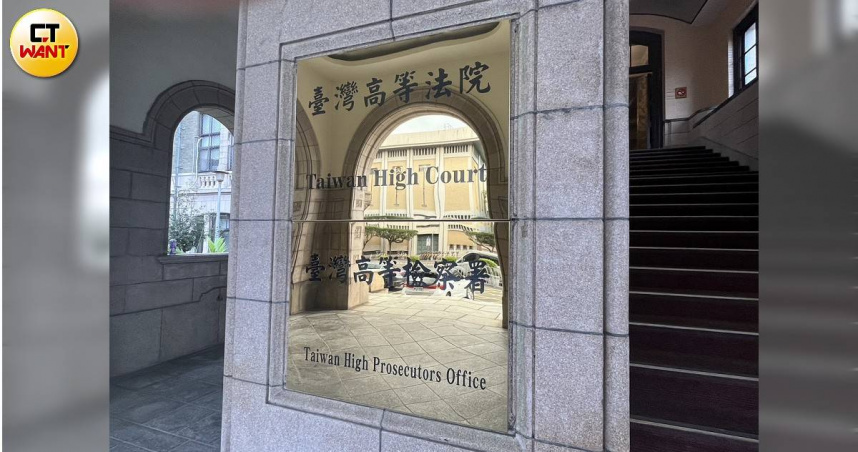 CT
WANT
臺灣高等法院
Taiwan High Court
臺灣高等檢察署
Taiwan High Prosecutors Office